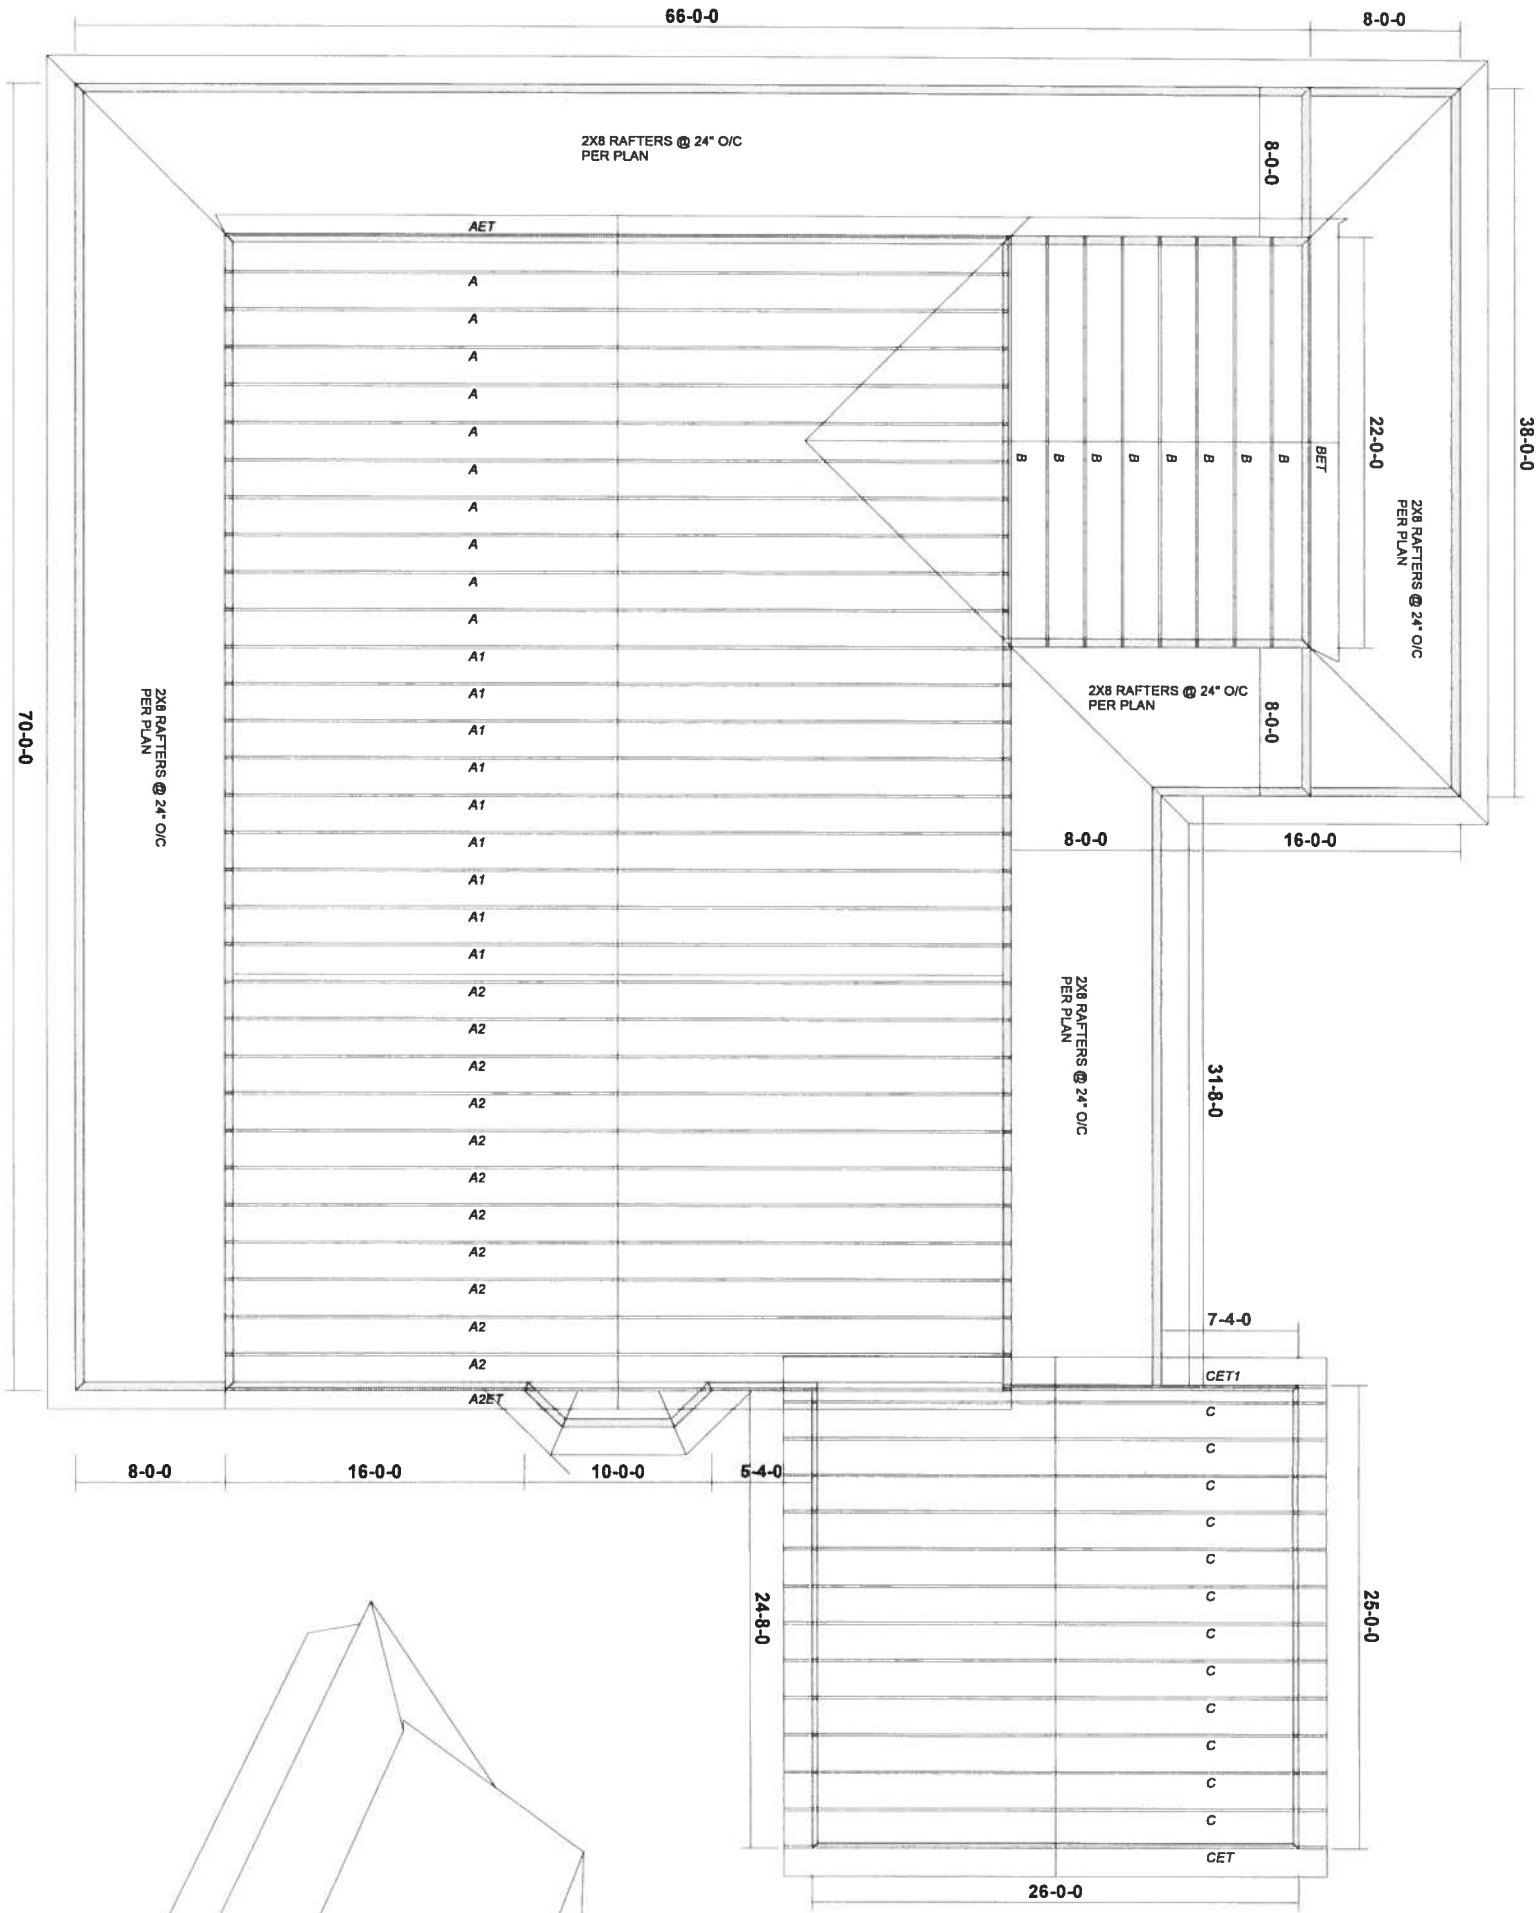 66-0-0
8-0-0
2X8 RAFTERS @ 24" O/C
PER PLAN
8-0-0
AET
A
A
A
A
A
A
A
A
A
A
A1
A1
A1
A1
A1
A1
A1
A1
A1
A2
A2
A2
A2
A2
A2
A2
A2
A2
A2
A2
A2ET
B
B
B
B
B
B
B
B
BET
22-0-0
38-0-0
2X8 RAFTERS @ 24" O/C
PER PLAN
2X8 RAFTERS @ 24" O/C
PER PLAN
8-0-0
8-0-0
16-0-0
70-0-0
2X8 RAFTERS @ 24" O/C
PER PLAN
2X8 RAFTERS @ 24" O/C
PER PLAN
31-8-0
7-4-0
CET1
C
C
C
C
C
C
C
C
C
C
C
C
CET
8-0-0
16-0-0
10-0-0
5-4-0
24-8-0
25-0-0
26-0-0